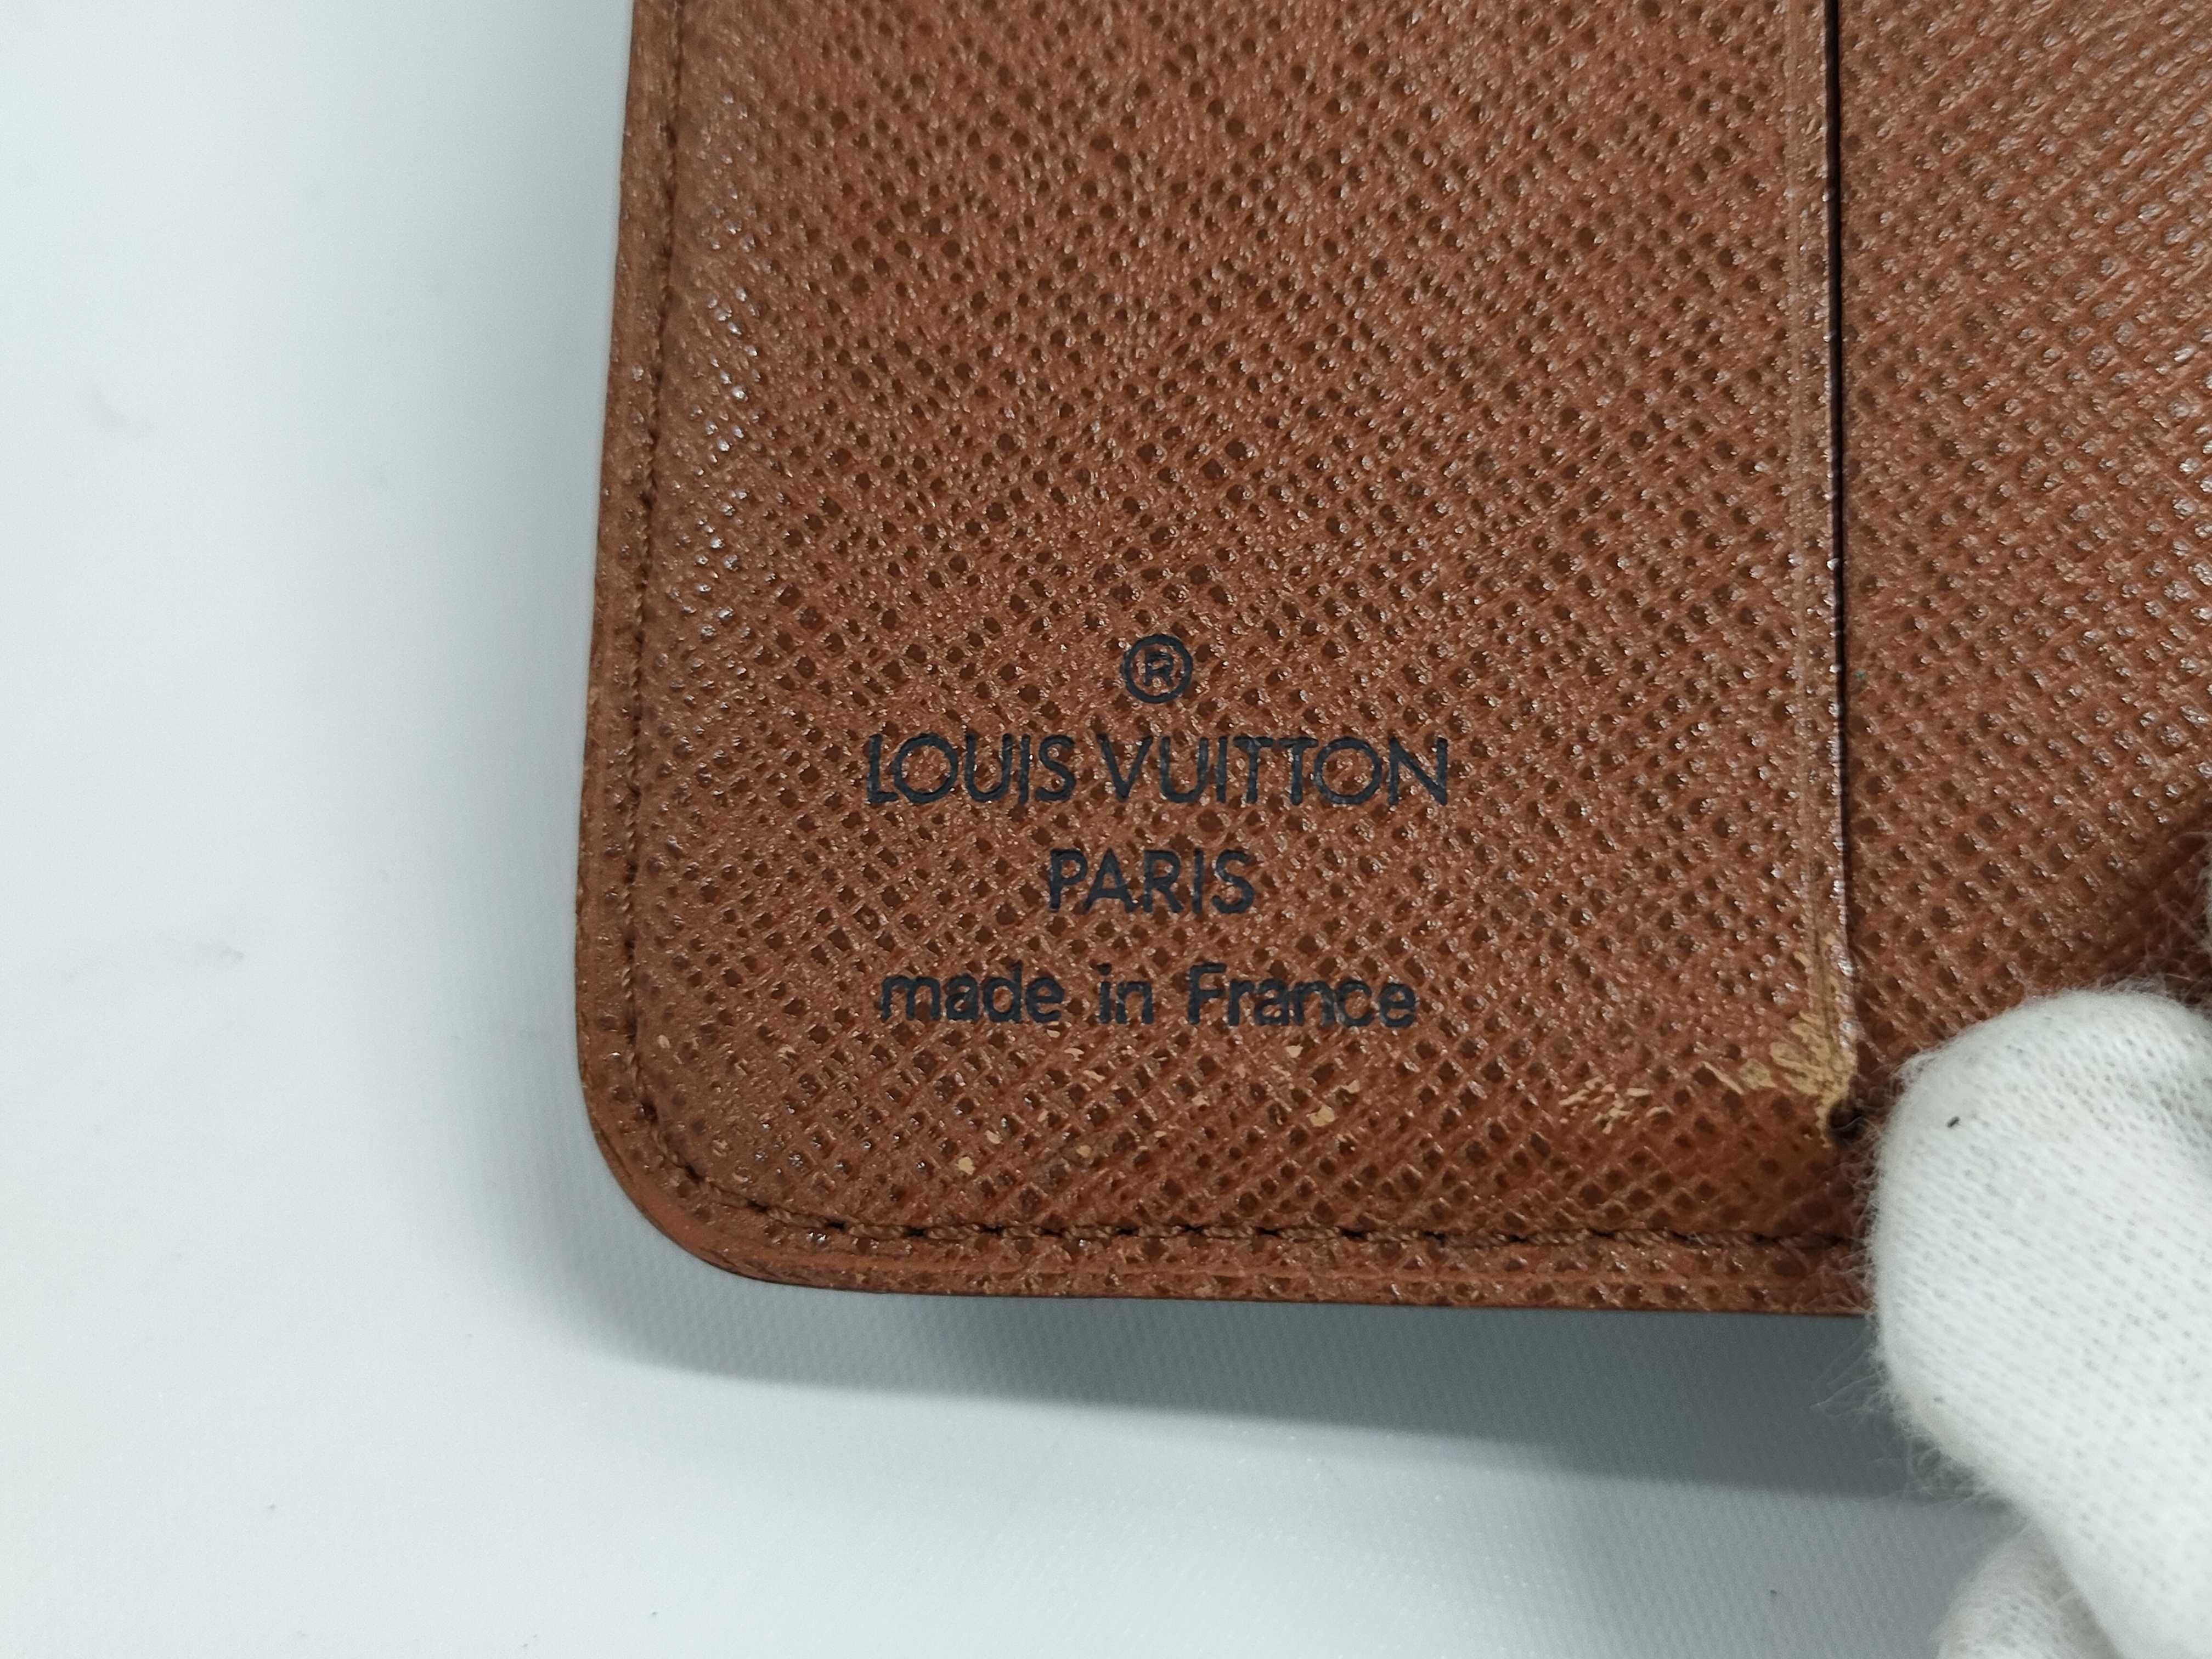 ®
LOUIS VUITTON
PARIS
made in France